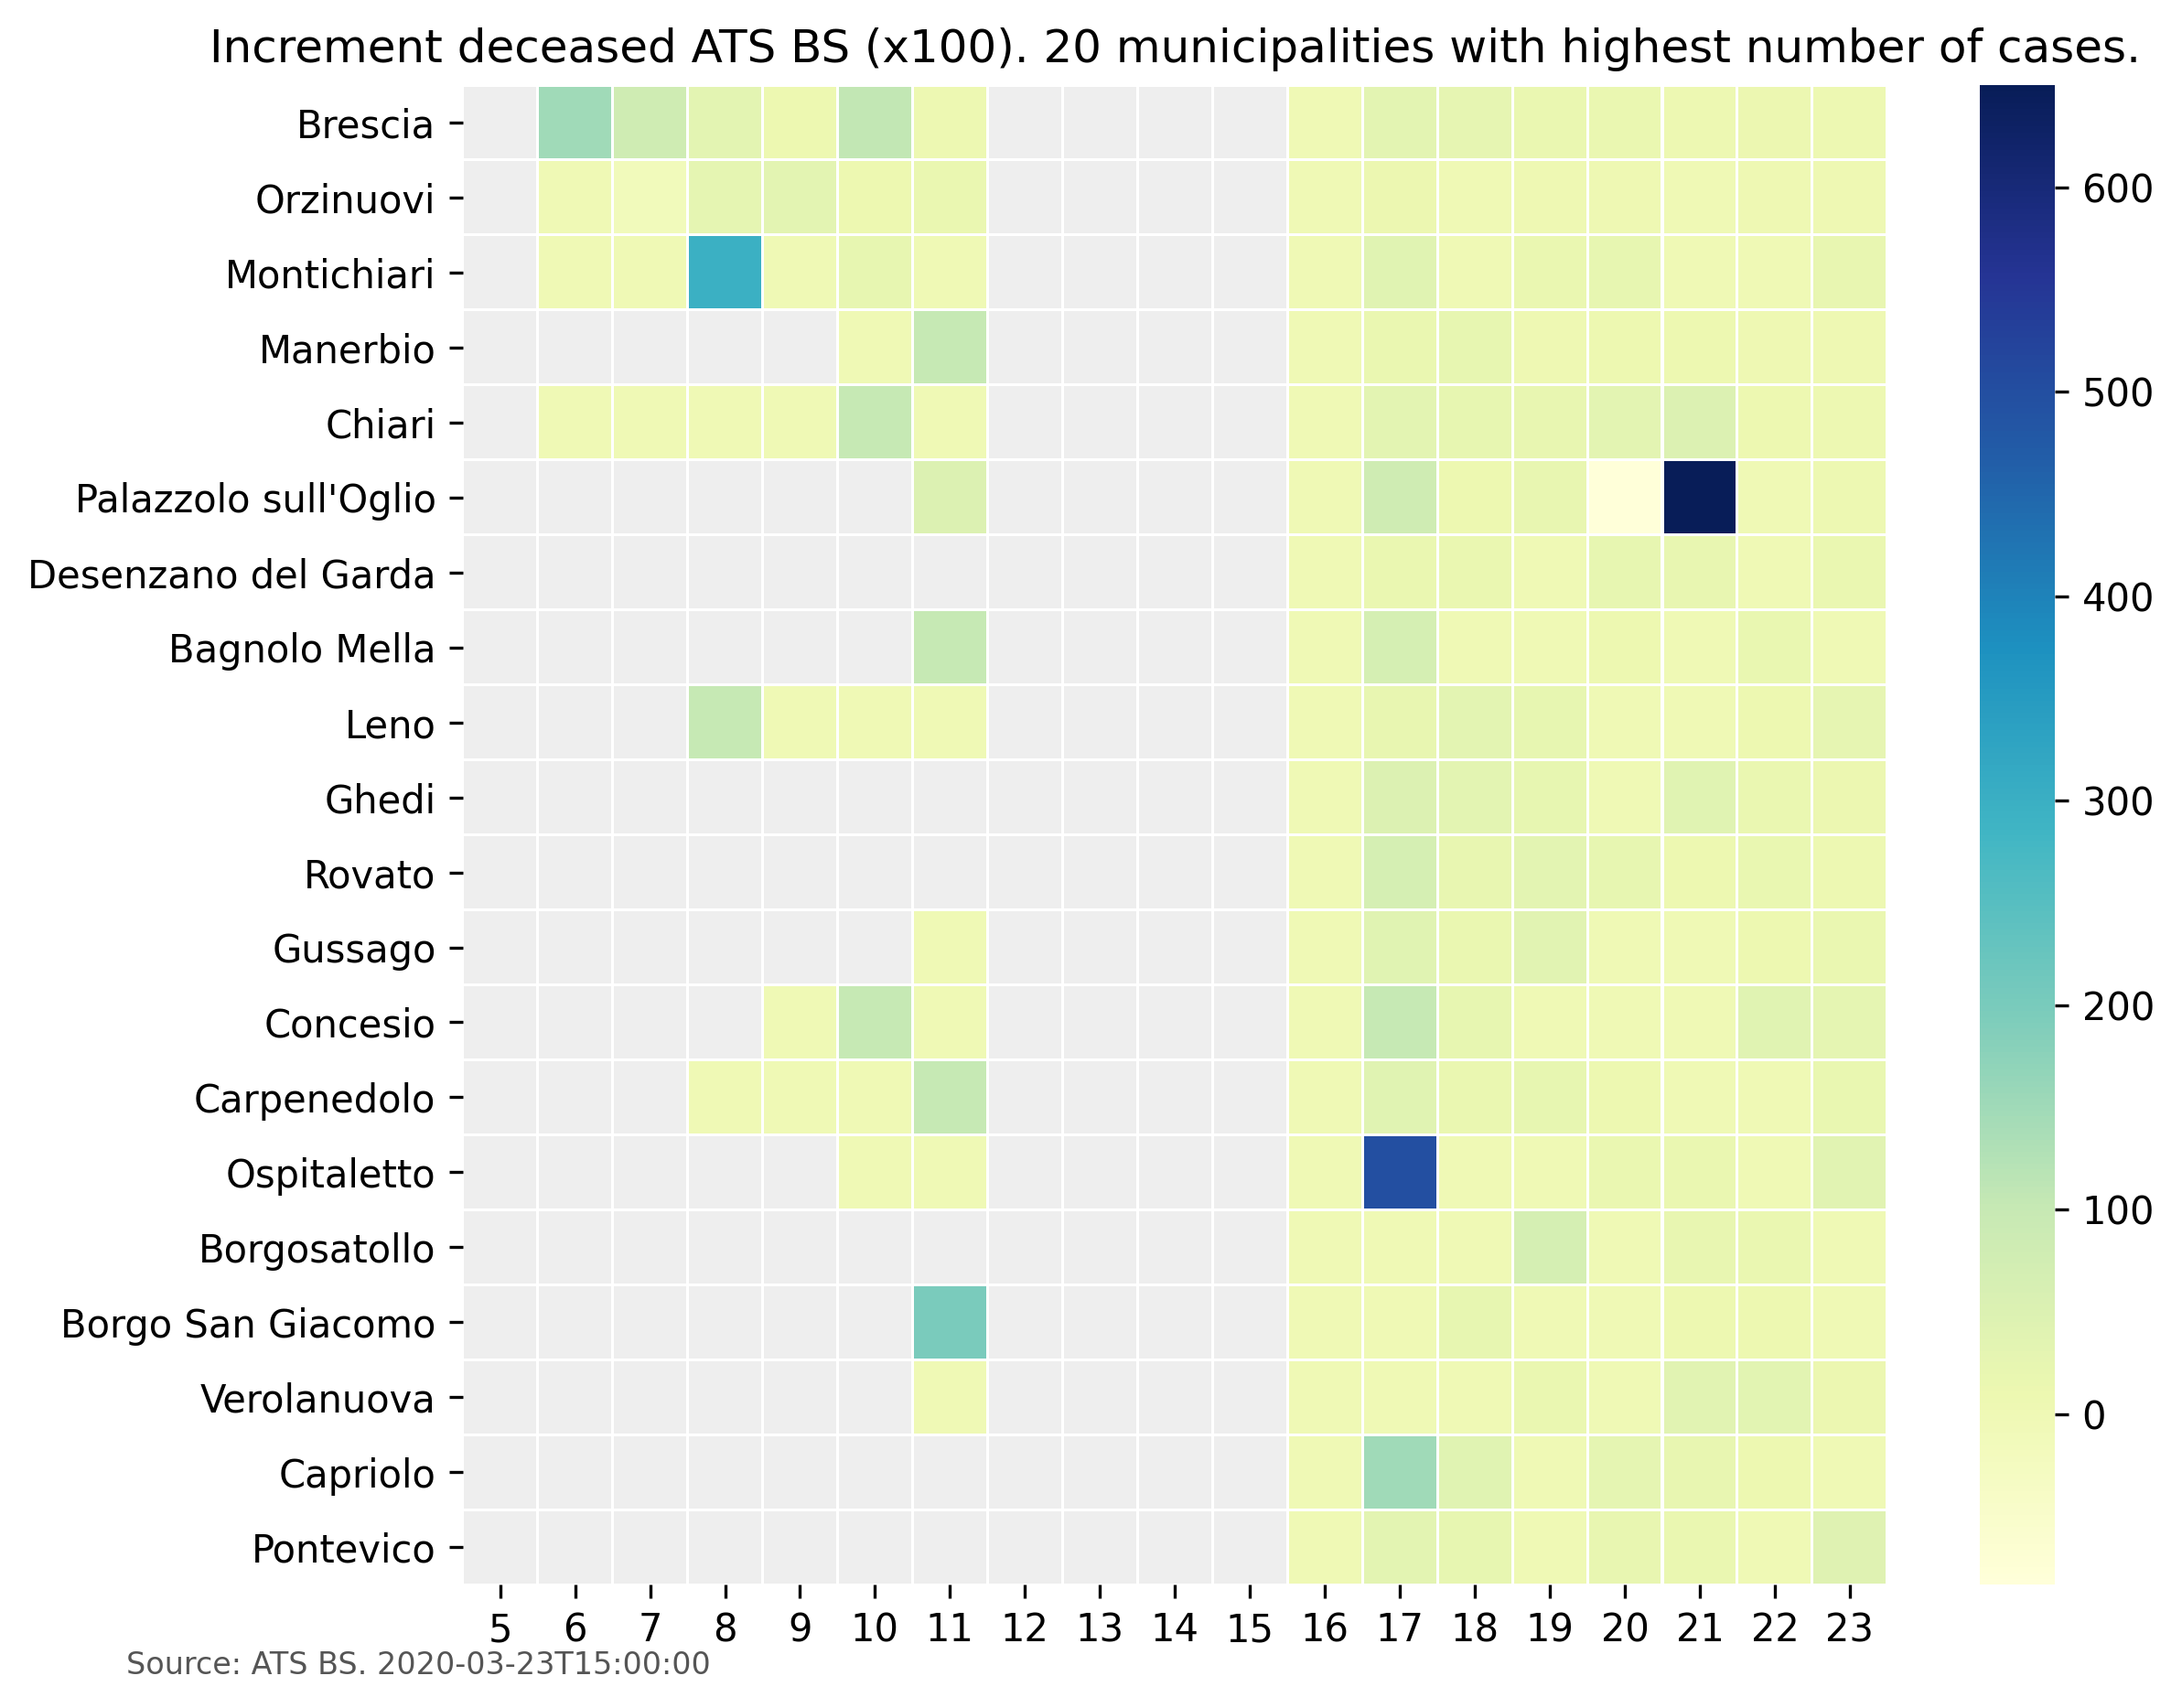 Increment deceased ATS BS (x100). 20 municipalities with highest number of cases.
Brescia
Orzinuovi
Montichiari
Manerbio
Chiari
Palazzolo sull'Oglio
Desenzano del Garda
Bagnolo Mella
Leno
Ghedi
Rovato
Gussago
Concesio
Carpenedolo
Ospitaletto
Borgosatollo
Borgo San Giacomo
Verolanuova
Capriolo
Pontevico
5 6 7 8 9 10 11 12 13 14 15 16 17 18 19 20 21 22 23
600
500
400
300
200
100
0
Source: ATS BS. 2020-03-23T15:00:00